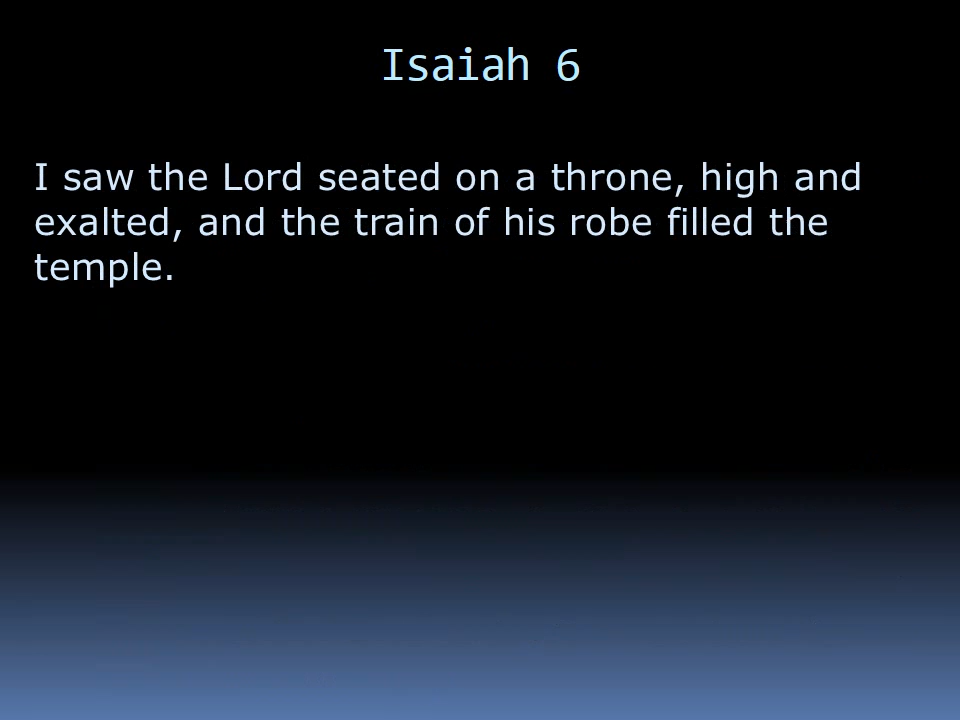 Isaiah 6
I saw the Lord seated on a throne, high and
exalted, and the train of his robe filled the
temple.